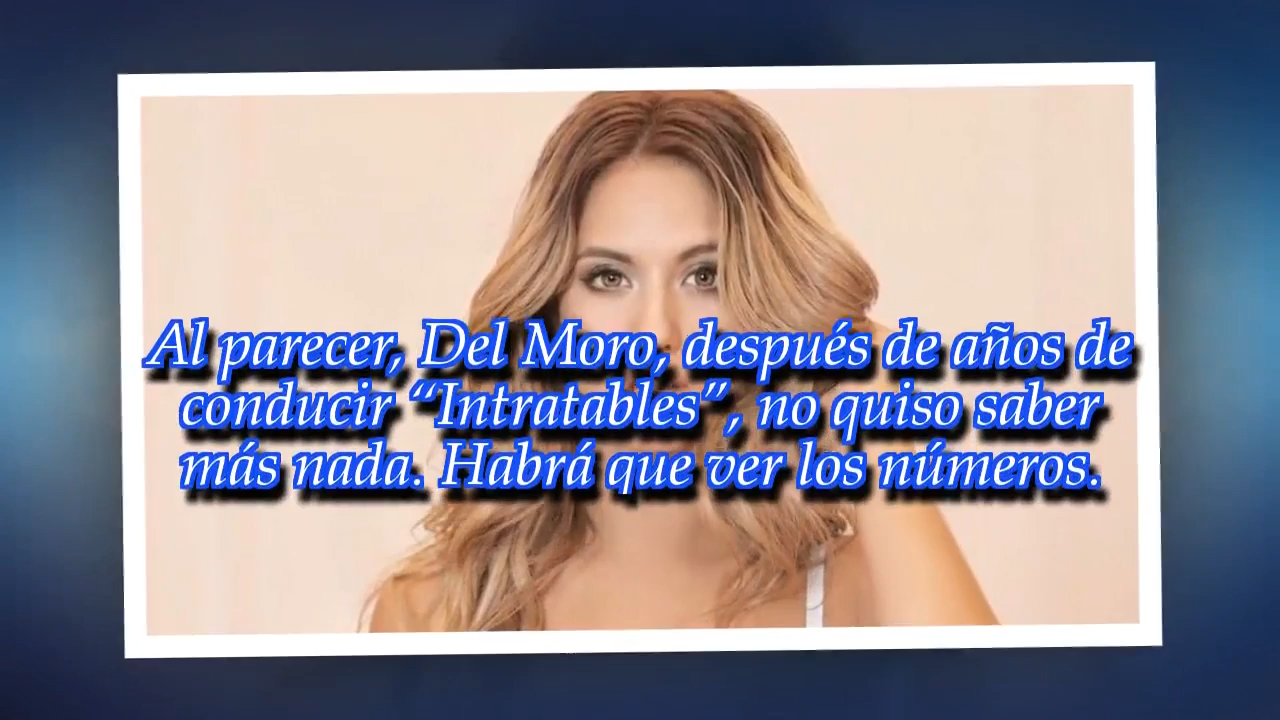 Al parecer, Del Moro, después de años de
conducir “Intratables”, no quiso saber
más nada. Habrá que ver los números.